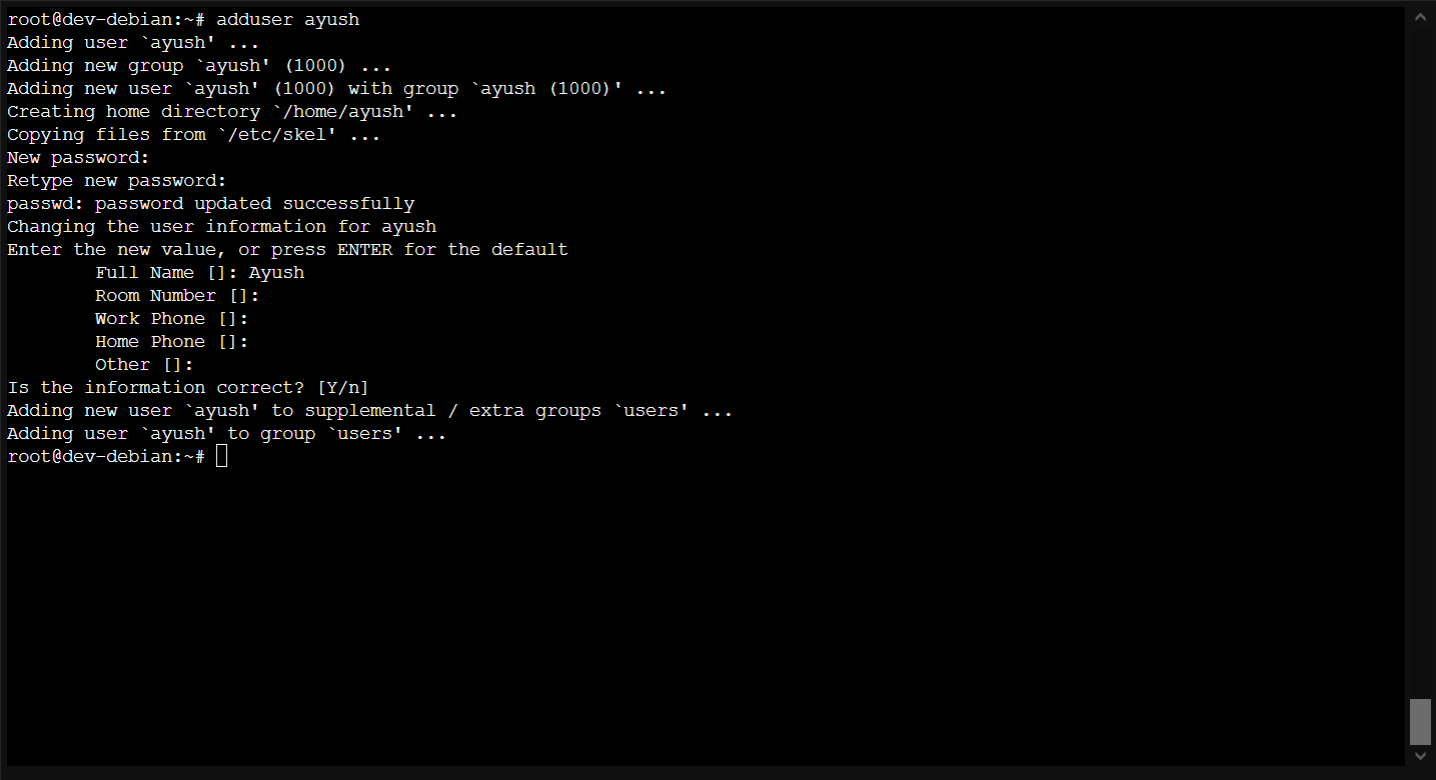 root@dev-debian:~# adduser ayush
Adding user `ayush' ...
Adding new group `ayush' (1000) ...
Adding new user `ayush' (1000) with group `ayush (1000)' ...
Creating home directory `/home/ayush' ...
Copying files from `/etc/skel' ...
New password:
Retype new password:
passwd: password updated successfully
Changing the user information for ayush
Enter the new value, or press ENTER for the default
        Full Name []: Ayush
        Room Number []:
        Work Phone []:
        Home Phone []:
        Other []:
Is the information correct? [Y/n]
Adding new user `ayush' to supplemental / extra groups `users' ...
Adding user `ayush' to group `users' ...
root@dev-debian:~#